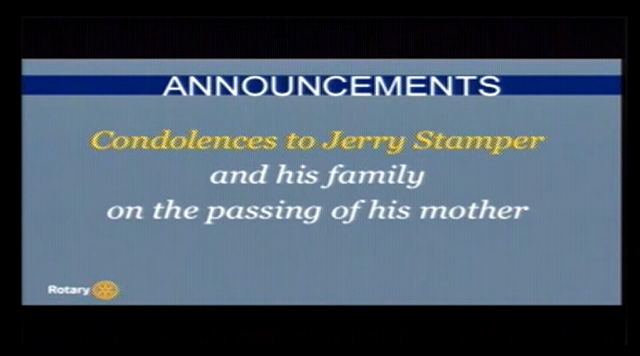 ANNOUNCEMENTS
Condolences to Jerry Stamper
and his family
on the passing of his mother
Rotary